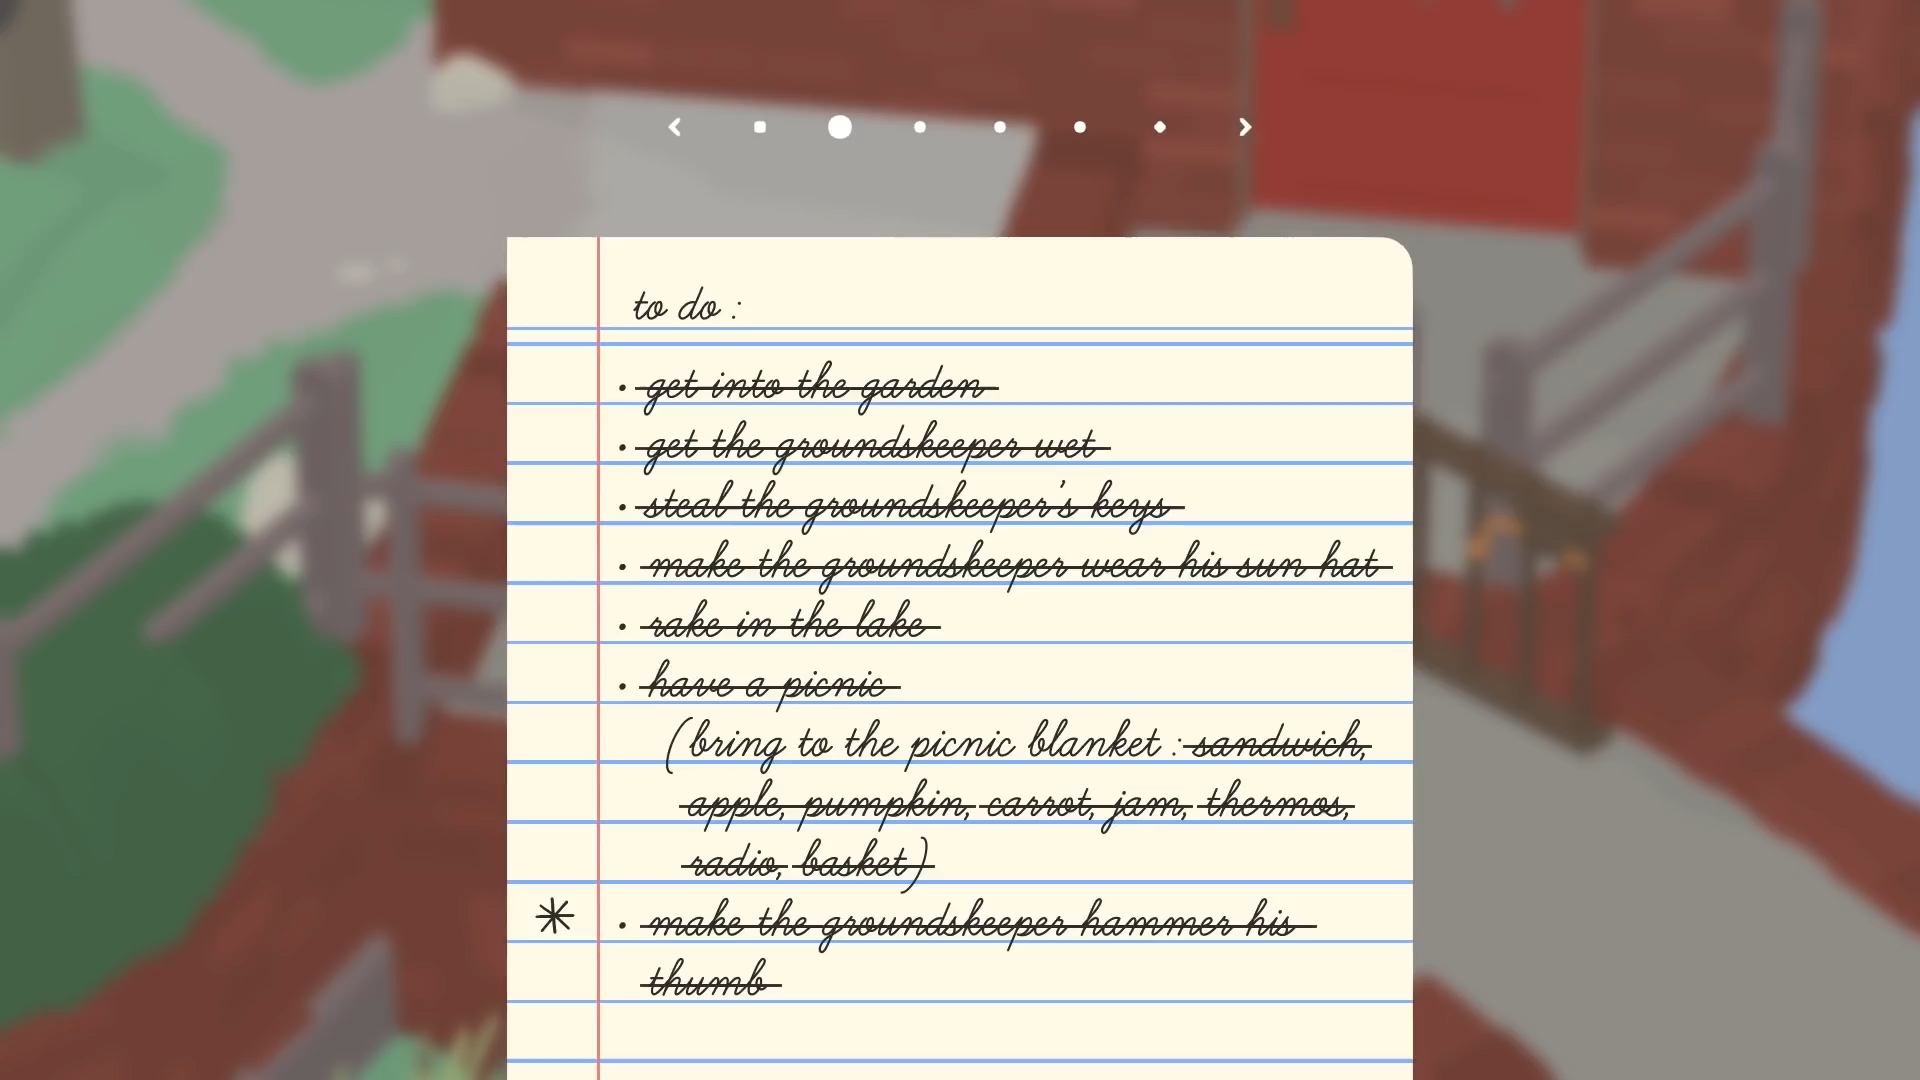 to do :
• get into the garden
• get the groundskeeper wet
• steal the groundskeeper's keys
• make the groundskeeper wear his sun hat
• rake in the lake
• have a picnic
(bring to the picnic blanket : sandwich,
apple, pumpkin, carrot, jam, thermos,
radio, basket)
• make the groundskeeper hammer his
thumb